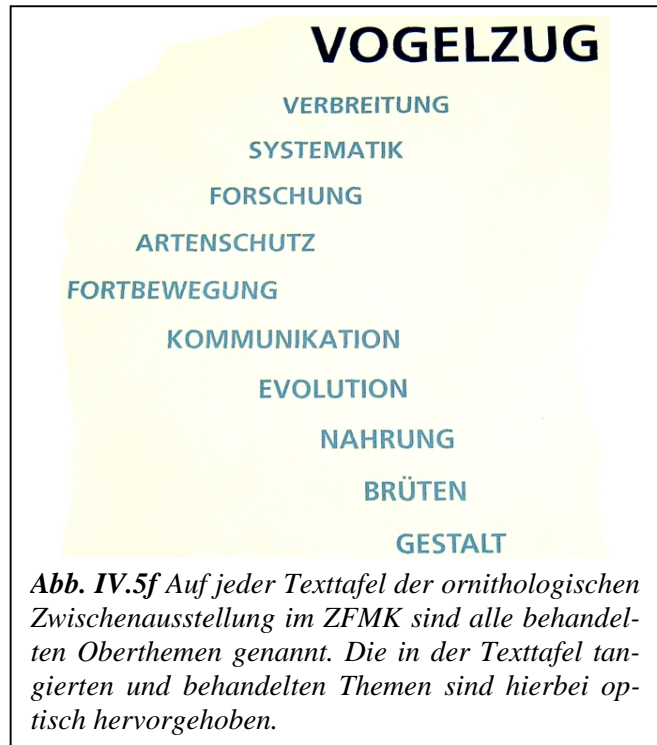 VOGELZUG
VERBREITUNG
SYSTEMATIK
FORSCHUNG
ARTENSCHUTZ
FORTBEWEGUNG
KOMMUNIKATION
EVOLUTION
NAHRUNG
BRÜTEN
GESTALT
Abb. IV.5f Auf jeder Texttafel der ornithologischen
Zwischenausstellung im ZFMK sind alle behandel-
ten Oberthemen genannt. Die in der Texttafel tan-
gierten und behandelten Themen sind hierbei op-
tisch hervorgehoben.